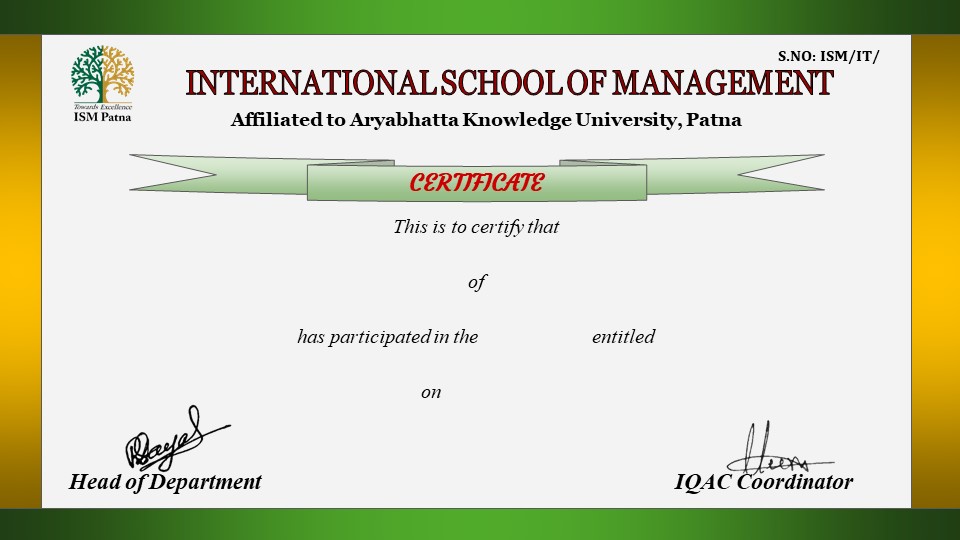 S.NO: ISM/IT/
INTERNATIONAL SCHOOL OF MANAGEMENT
Towards Excellence
ISM Patna
Affiliated to Aryabhatta Knowledge University, Patna
CERTIFICATE
This is to certify that
of
has participated in the entitled
on
Head of Department
IQAC Coordinator